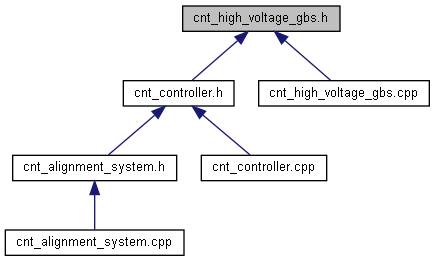 cnt_high_voltage_gbs.h
cnt_controller.h
cnt_high_voltage_gbs.cpp
cnt_alignment_system.h
cnt_controller.cpp
cnt_alignment_system.cpp